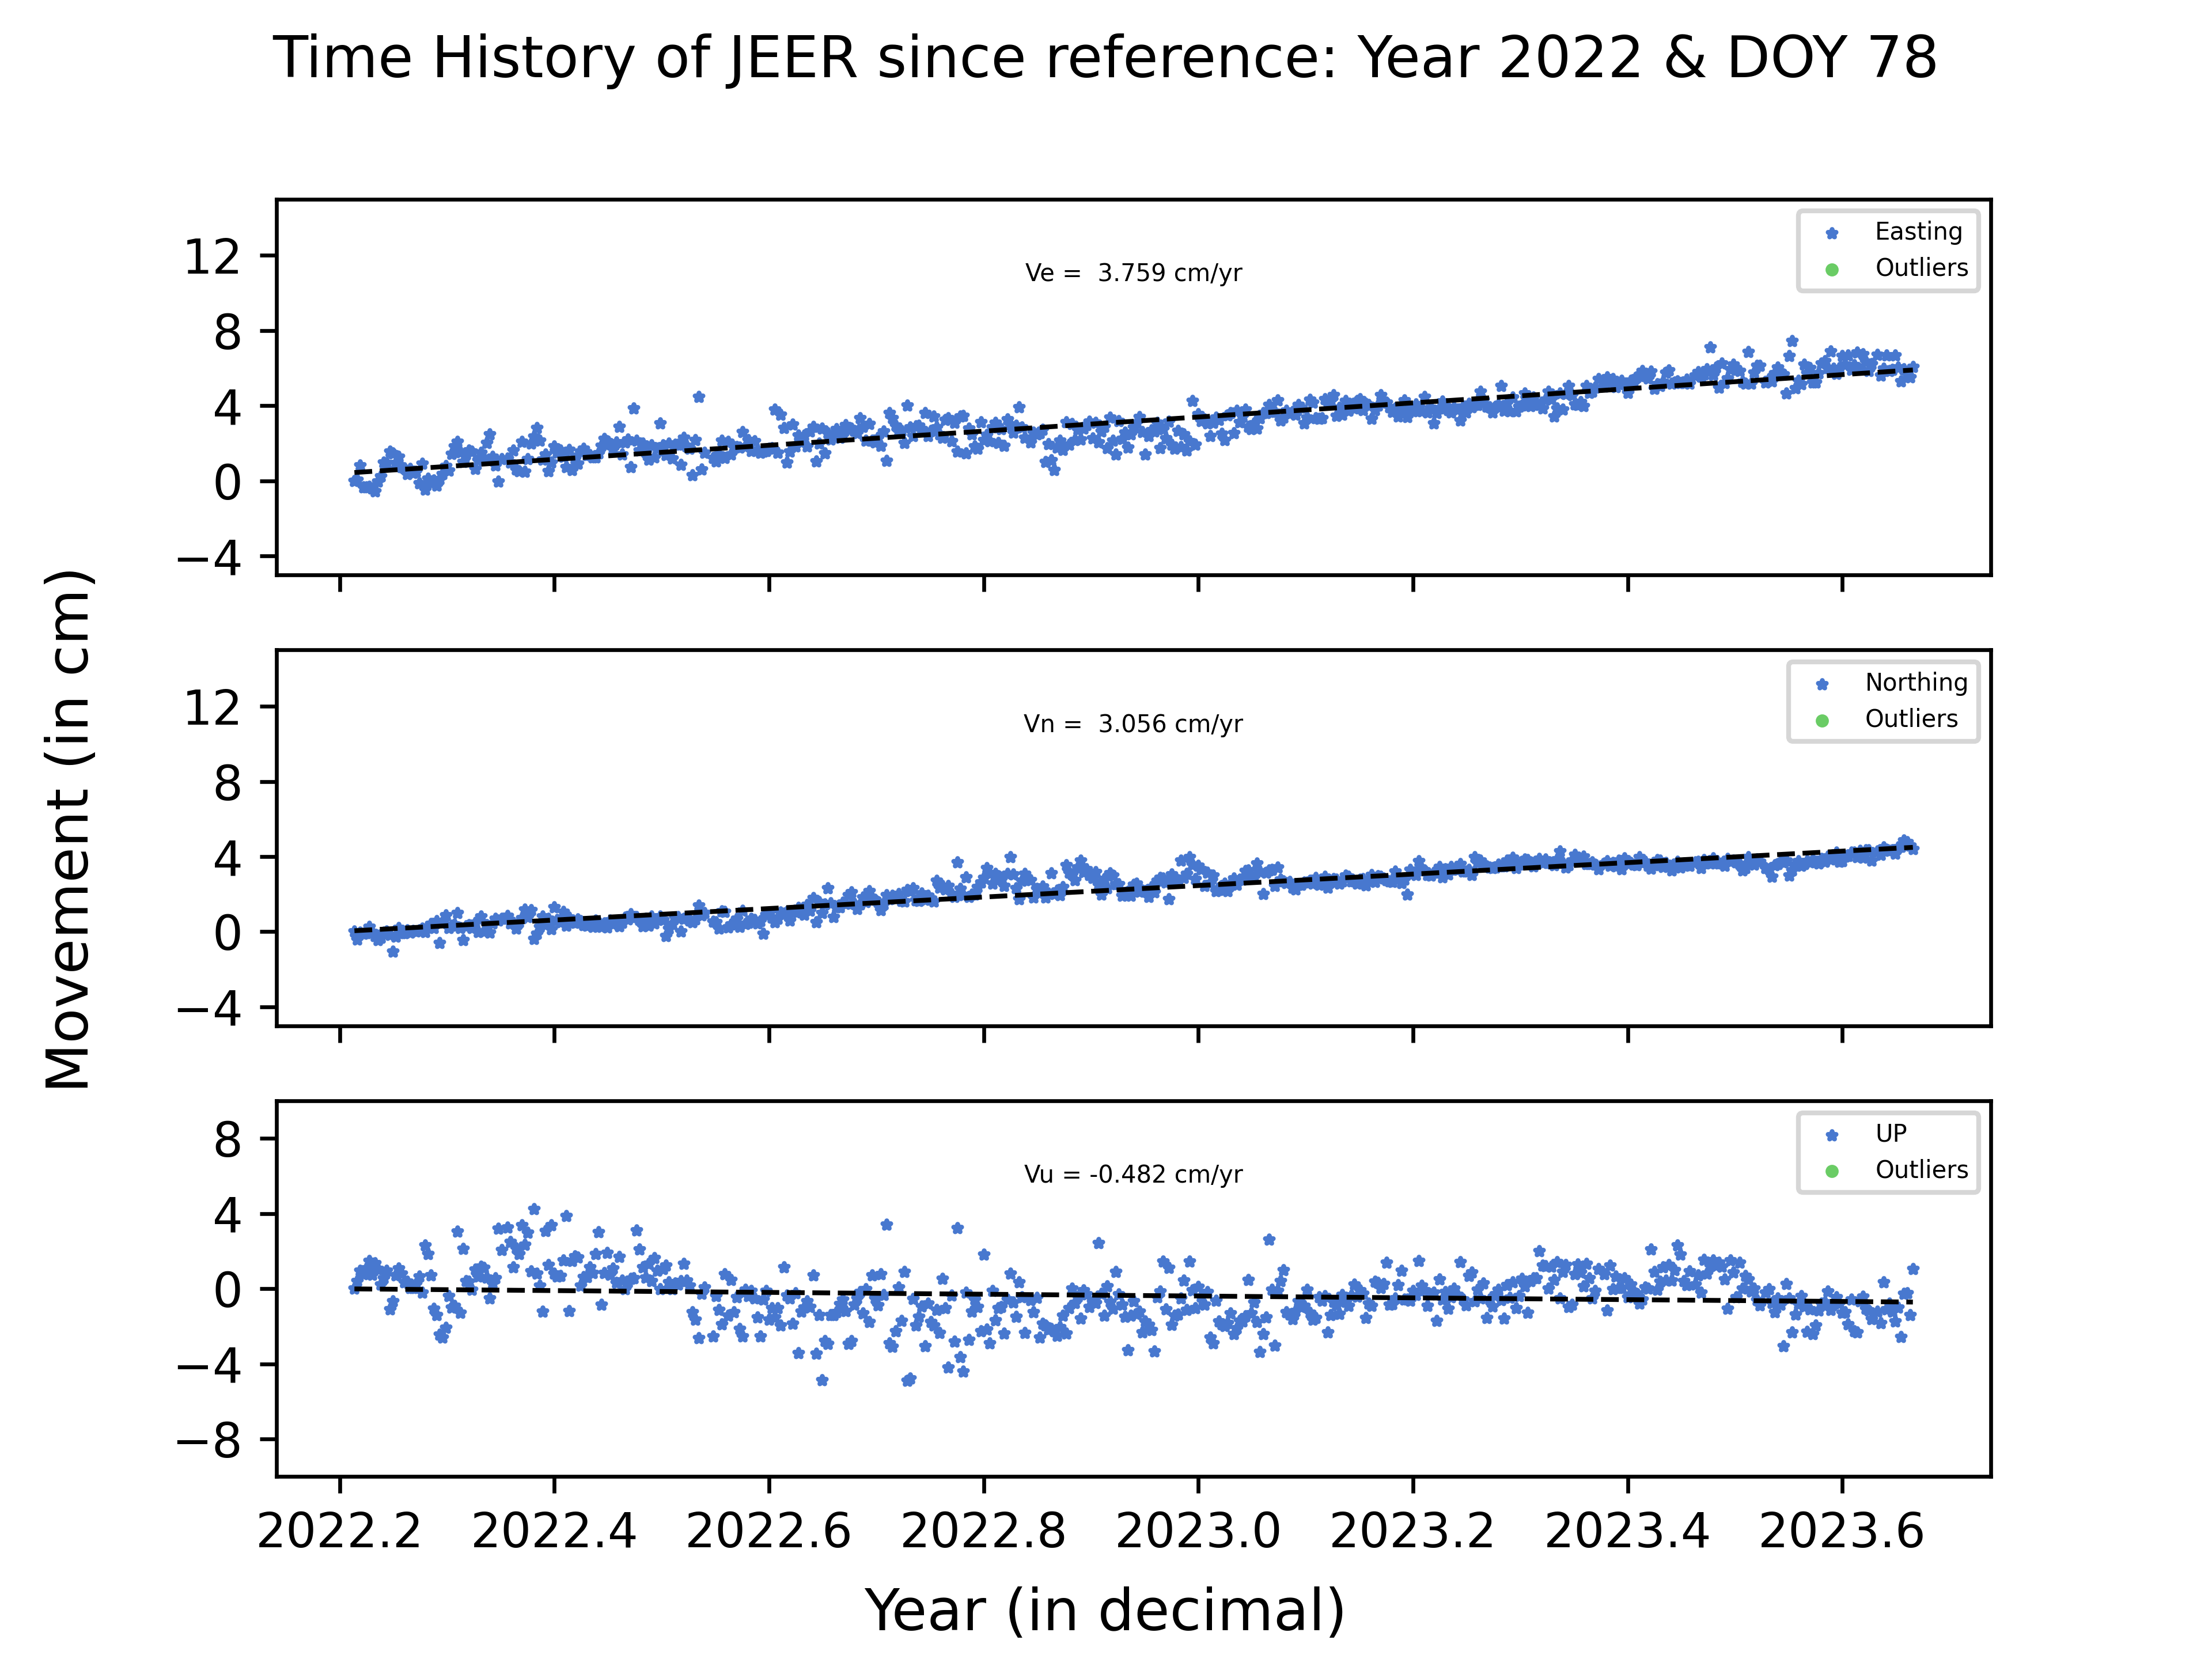 Time History of JEER since reference: Year 2022 & DOY 78
12
8
4
0
−4
Ve =  3.759 cm/yr
Easting
Outliers
Movement (in cm)
12
8
4
0
−4
Vn =  3.056 cm/yr
Northing
Outliers
8
4
0
−4
−8
Vu = -0.482 cm/yr
UP
Outliers
2022.2 2022.4 2022.6 2022.8 2023.0 2023.2 2023.4 2023.6
Year (in decimal)